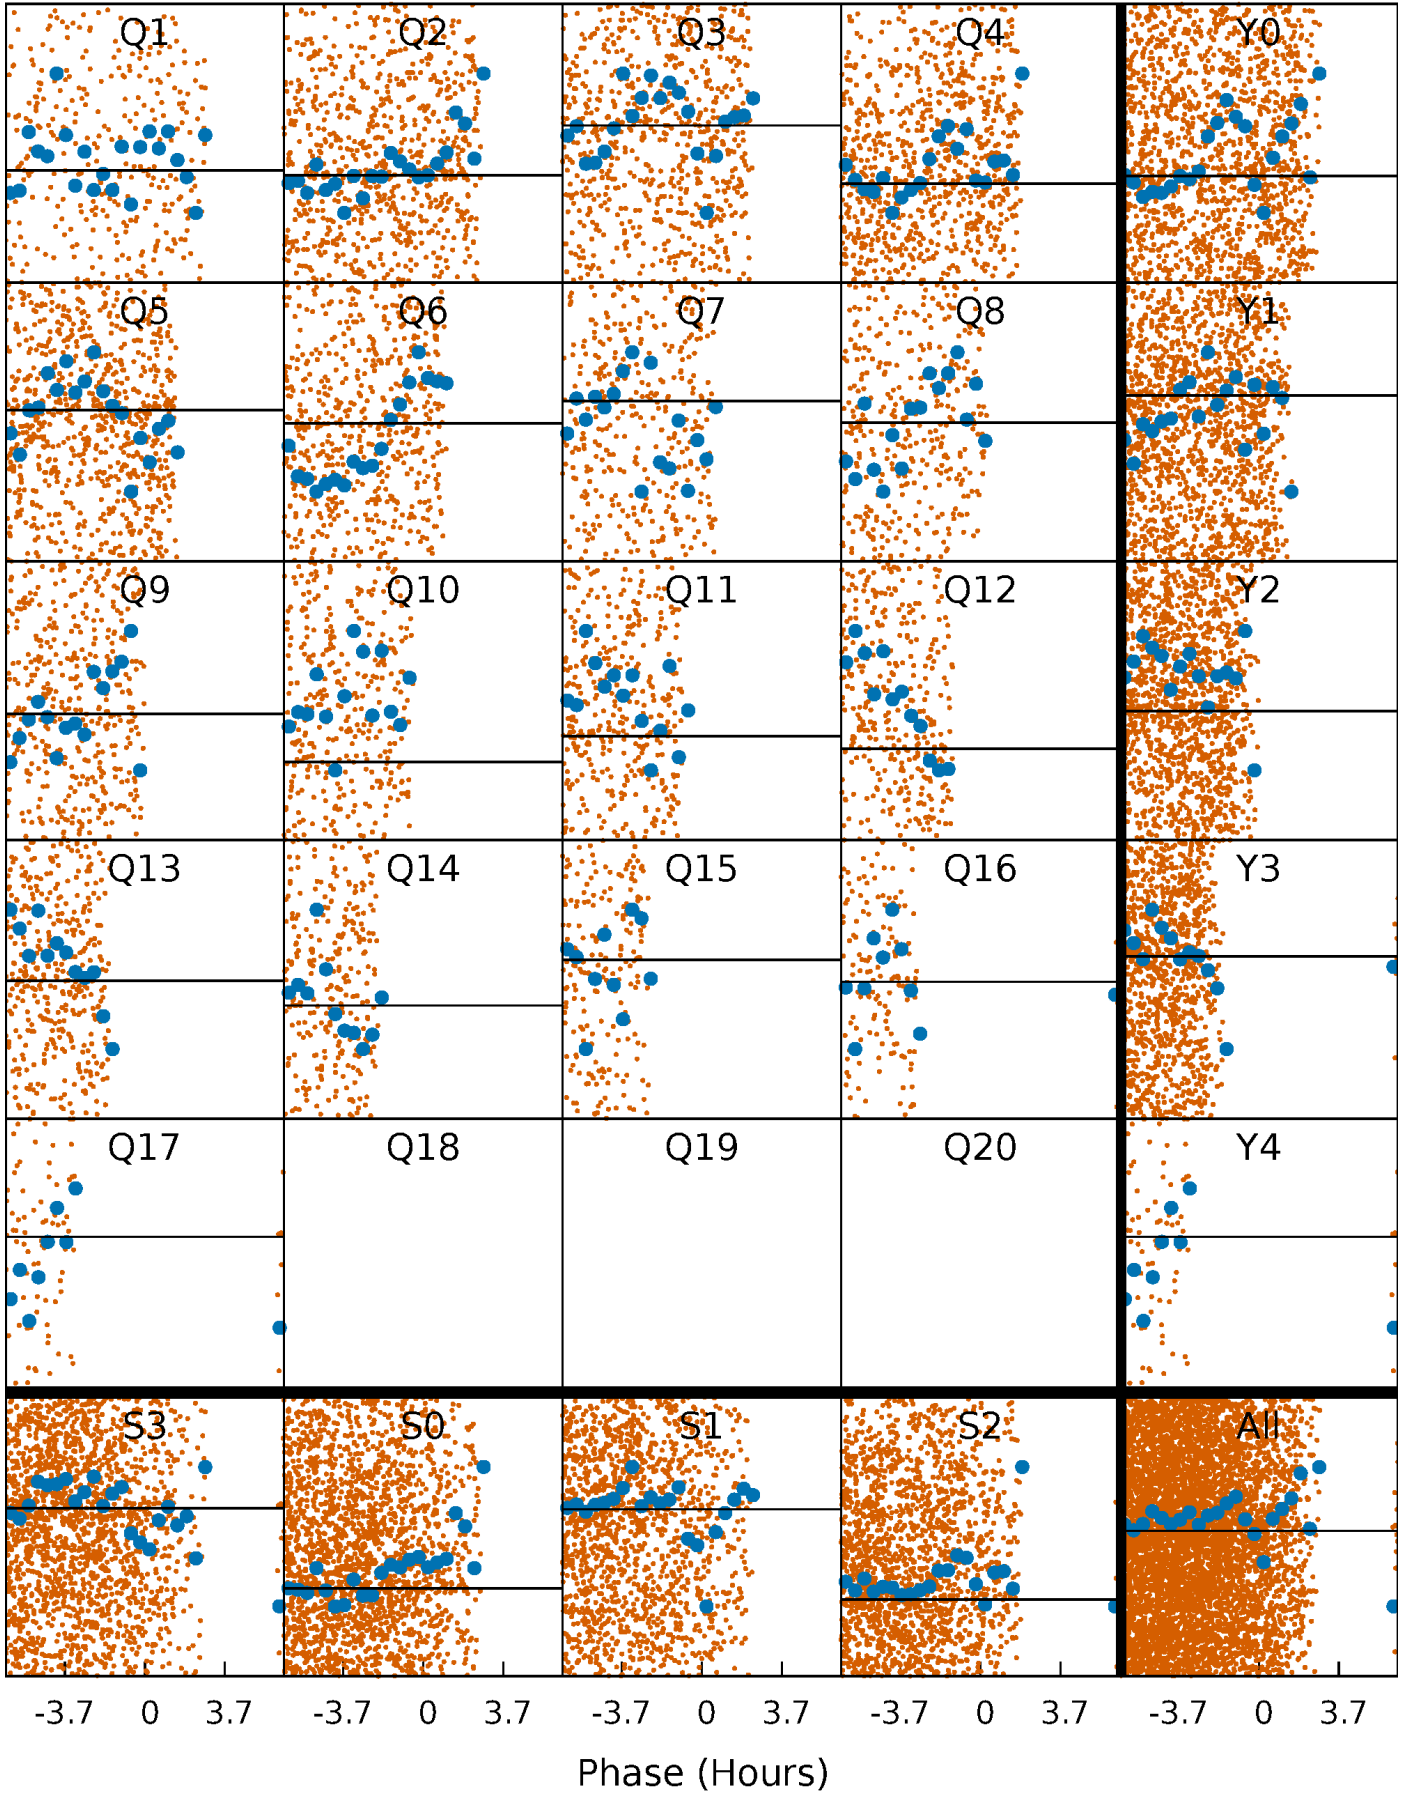 Q1 Q2 Q3 Q4 Y0
Q5 Q6 Q7 Q8 Y1
Q9 Q10 Q11 Q12 Y2
Q13 Q14 Q15 Q16 Y3
Q17 Q18 Q19 Q20 Y4
S3 S0 S1 S2 All
-3.7 0 3.7 -3.7 0 3.7 -3.7 0 3.7 -3.7 0 3.7 -3.7 0 3.7
Phase (Hours)